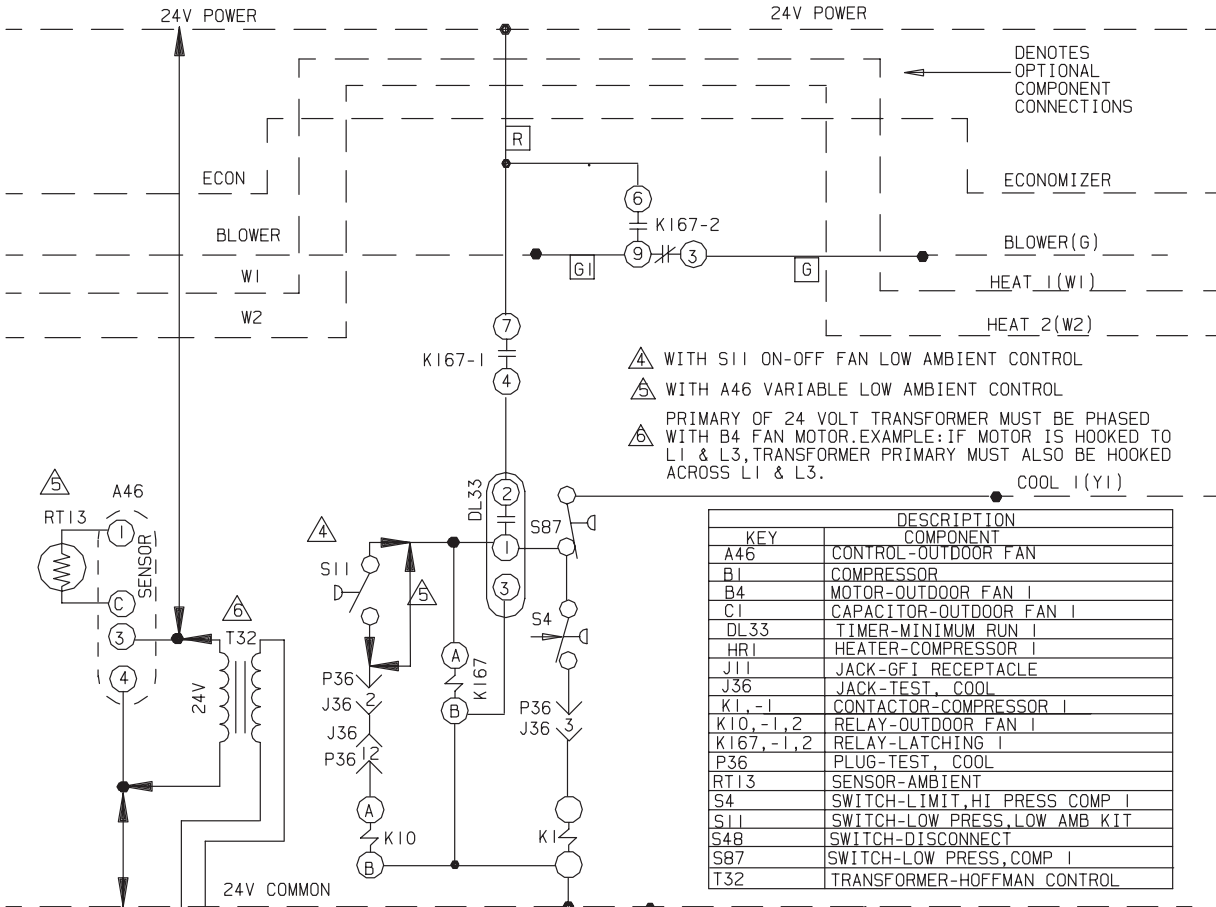 24V POWER
24V POWER
DENOTES
OPTIONAL
COMPONENT
CONNECTIONS
R
ECON
ECONOMIZER
6
K167-2
BLOWER
BLOWER(G)
9
3
G1
G
W1
HEAT 1(W1)
W2
HEAT 2(W2)
7
K167-1
4
4 WITH S11 ON-OFF FAN LOW AMBIENT CONTROL
5 WITH A46 VARIABLE LOW AMBIENT CONTROL
PRIMARY OF 24 VOLT TRANSFORMER MUST BE PHASED
6 WITH B4 FAN MOTOR.EXAMPLE:IF MOTOR IS HOOKED TO
L1 & L3,TRANSFORMER PRIMARY MUST ALSO BE HOOKED
ACROSS L1 & L3.
COOL 1(Y1)
5
A46
RT13
1
SENSOR
C
3
4
6
T32
24V
4
S11
5
DL33
2
1
3
S87
S4
A
K167
B
P36
J36 2
J36
P36 12
A
K10
B
P36
J36 3
K1
24V COMMON
DESCRIPTION
KEY COMPONENT
A46 CONTROL-OUTDOOR FAN
B1 COMPRESSOR
B4 MOTOR-OUTDOOR FAN 1
C1 CAPACITOR-OUTDOOR FAN 1
DL33 TIMER-MINIMUM RUN 1
HR1 HEATER-COMPRESSOR 1
J11 JACK-GFI RECEPTACLE
J36 JACK-TEST, COOL
K1,-1 CONTACTOR-COMPRESSOR 1
K10,-1,2 RELAY-OUTDOOR FAN 1
K167,-1,2 RELAY-LATCHING 1
P36 PLUG-TEST, COOL
RT13 SENSOR-AMBIENT
S4 SWITCH-LIMIT,HI PRESS COMP 1
S11 SWITCH-LOW PRESS,LOW AMB KIT
S48 SWITCH-DISCONNECT
S87 SWITCH-LOW PRESS,COMP 1
T32 TRANSFORMER-HOFFMAN CONTROL